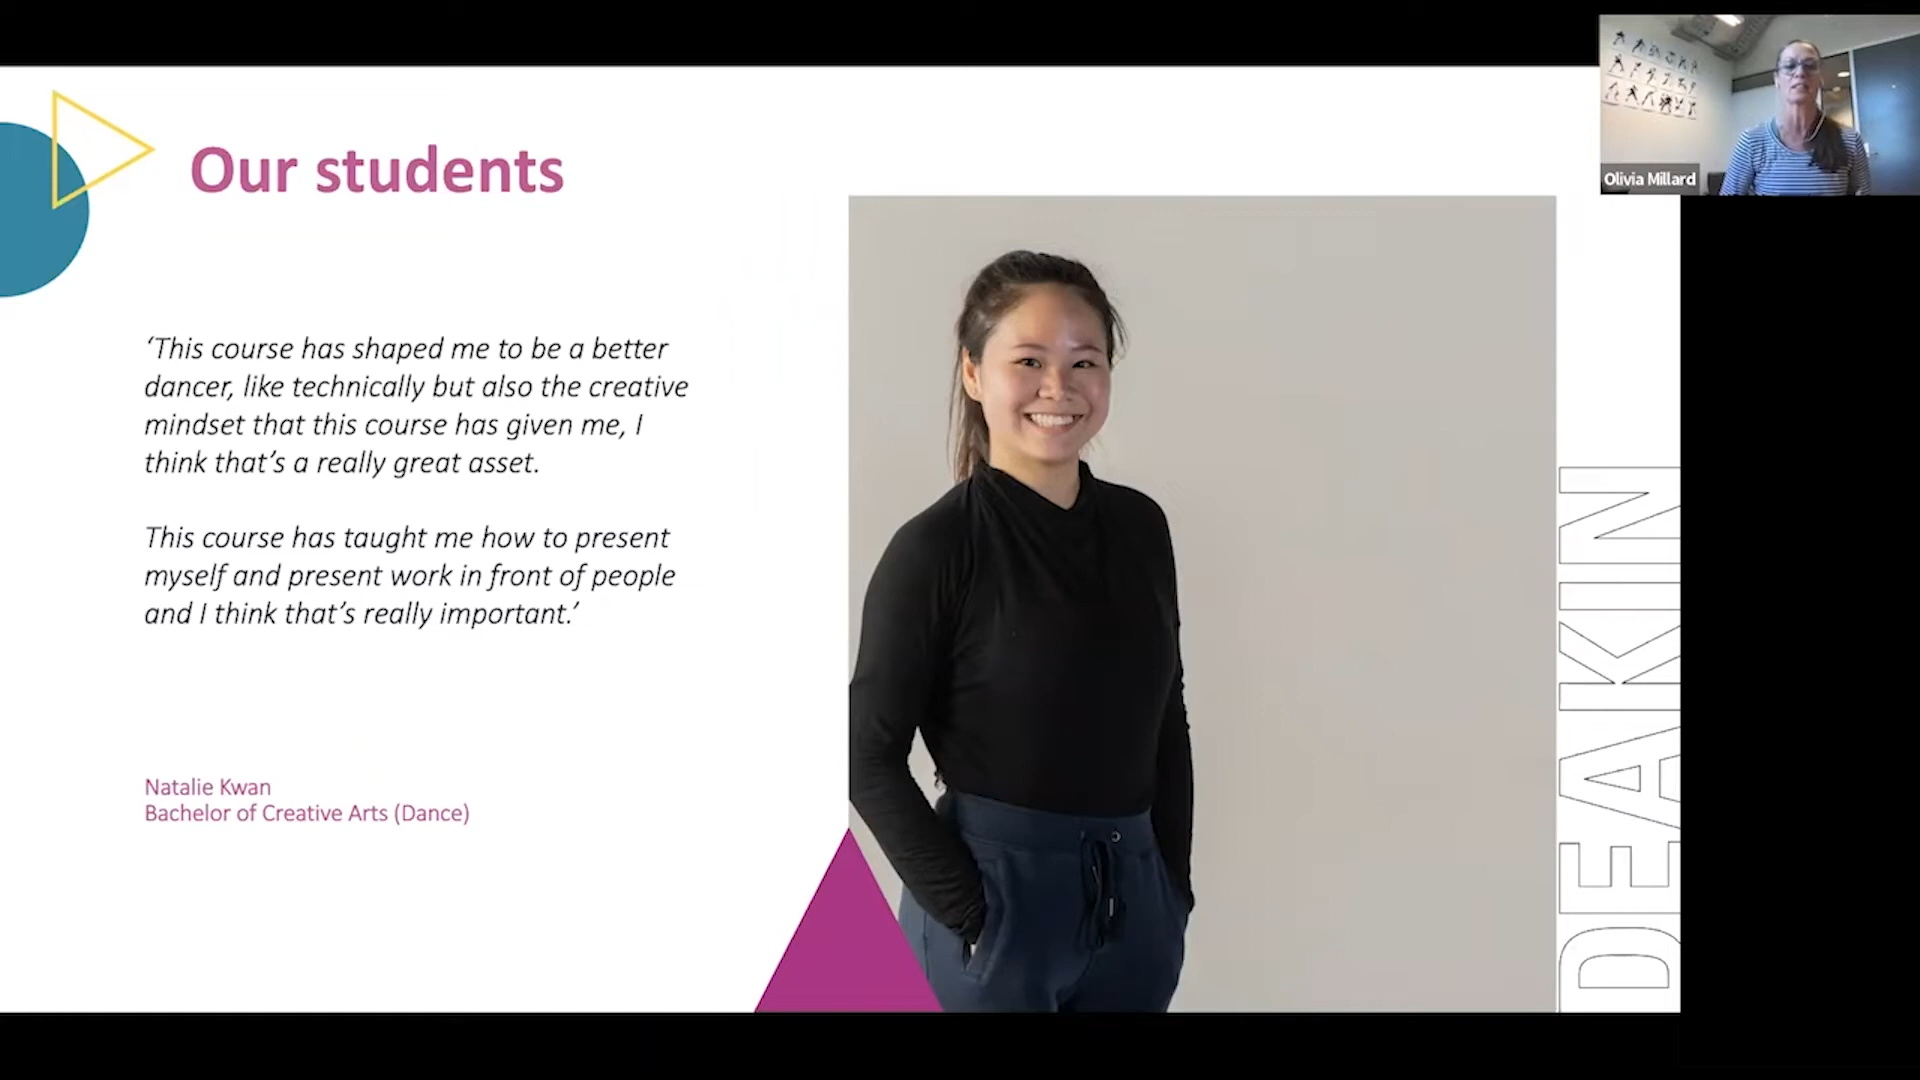 Our students
‘This course has shaped me to be a better
dancer, like technically but also the creative
mindset that this course has given me, I
think that’s a really great asset.
This course has taught me how to present
myself and present work in front of people
and I think that’s really important.’
Natalie Kwan
Bachelor of Creative Arts (Dance)
DEAKIN
Olivia Millard